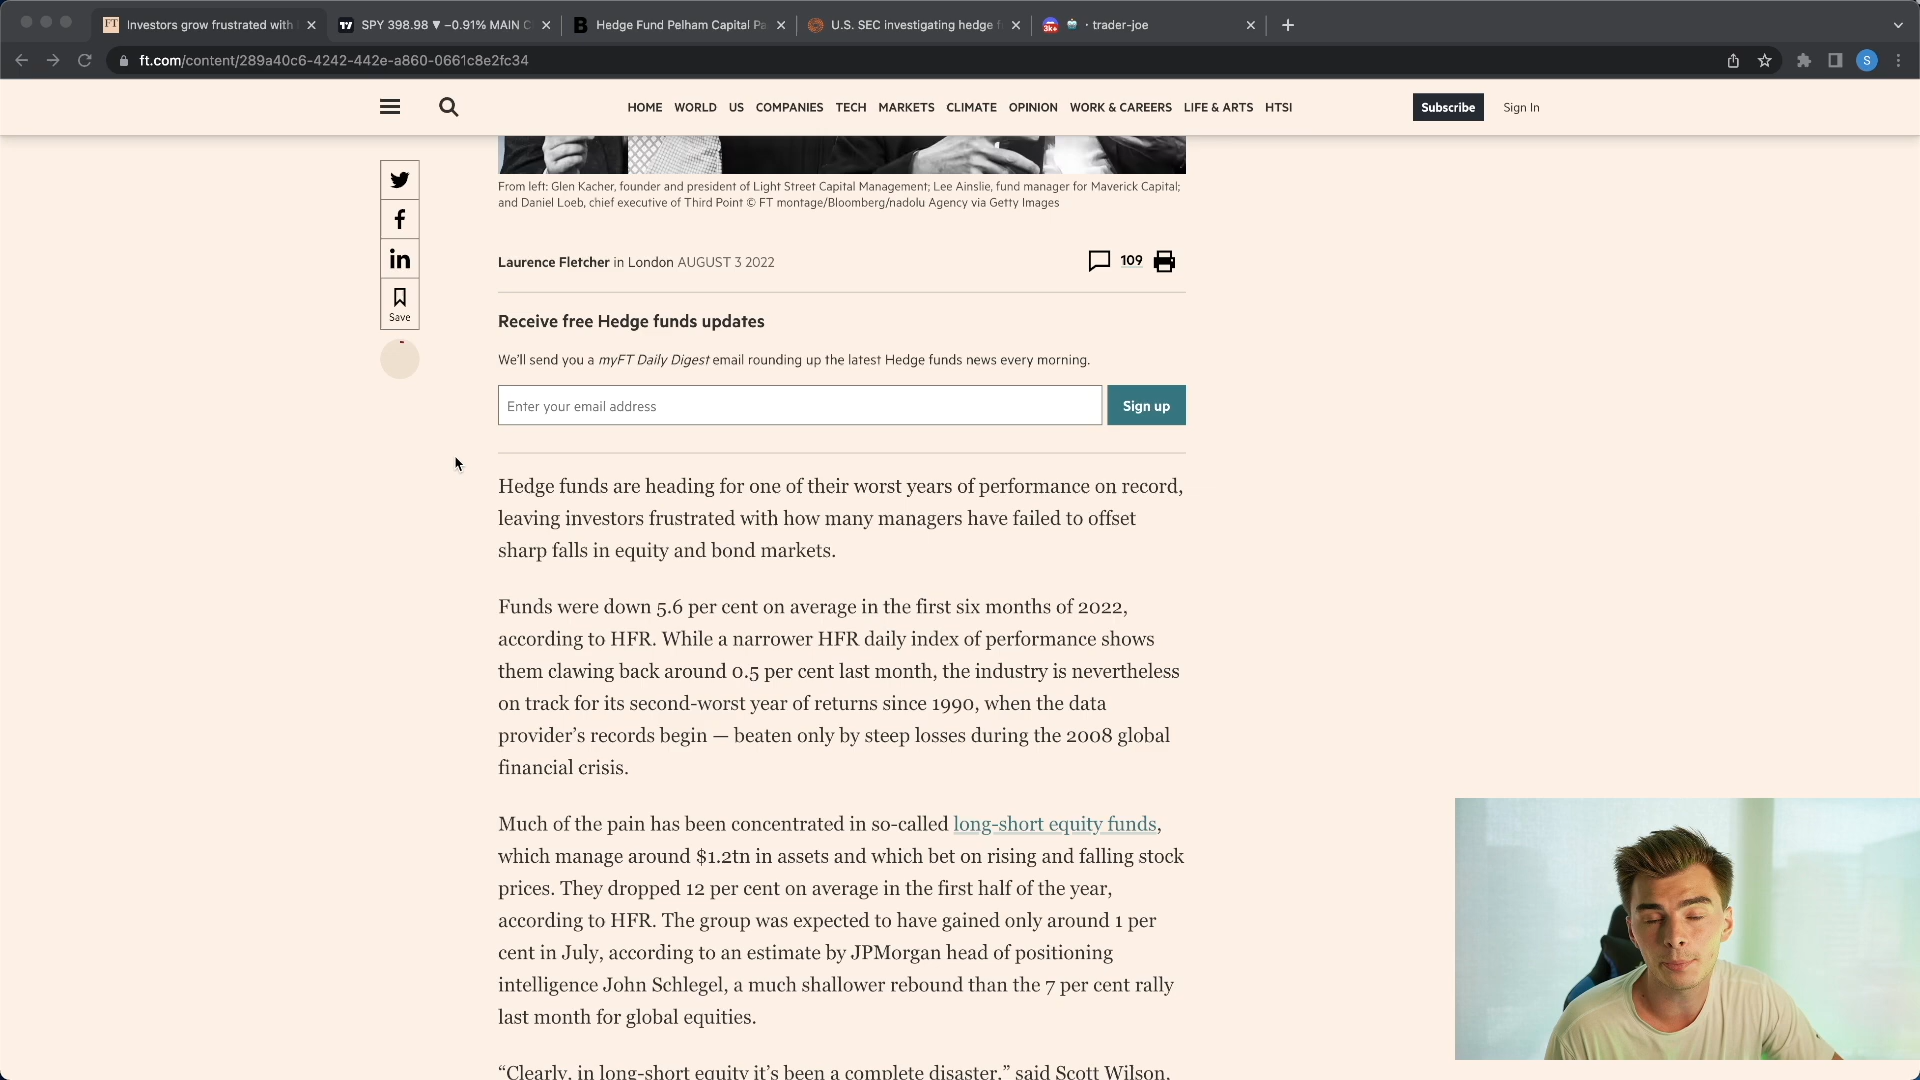 Investors grow frustrated with
SPY 398.98 ▼ −0.91% MAIN C
Hedge Fund Pelham Capital Pa
U.S. SEC investigating hedge f
3k+ · trader-joe
ft.com/content/289a40c6-4242-442e-a860-0661c8e2fc34
S
HOME WORLD US COMPANIES TECH MARKETS CLIMATE OPINION WORK & CAREERS LIFE & ARTS HTSI
Subscribe
Sign In
Save
From left: Glen Kacher, founder and president of Light Street Capital Management; Lee Ainslie, fund manager for Maverick Capital;
and Daniel Loeb, chief executive of Third Point © FT montage/Bloomberg/nadolu Agency via Getty Images
Laurence Fletcher in London AUGUST 3 2022
109
Receive free Hedge funds updates
We'll send you a myFT Daily Digest email rounding up the latest Hedge funds news every morning.
Enter your email address
Sign up
Hedge funds are heading for one of their worst years of performance on record,
leaving investors frustrated with how many managers have failed to offset
sharp falls in equity and bond markets.
Funds were down 5.6 per cent on average in the first six months of 2022,
according to HFR. While a narrower HFR daily index of performance shows
them clawing back around 0.5 per cent last month, the industry is nevertheless
on track for its second-worst year of returns since 1990, when the data
provider's records begin — beaten only by steep losses during the 2008 global
financial crisis.
Much of the pain has been concentrated in so-called long-short equity funds,
which manage around $1.2tn in assets and which bet on rising and falling stock
prices. They dropped 12 per cent on average in the first half of the year,
according to HFR. The group was expected to have gained only around 1 per
cent in July, according to an estimate by JPMorgan head of positioning
intelligence John Schlegel, a much shallower rebound than the 7 per cent rally
last month for global equities.
“Clearly, in long-short equity it's been a complete disaster,” said Scott Wilson,